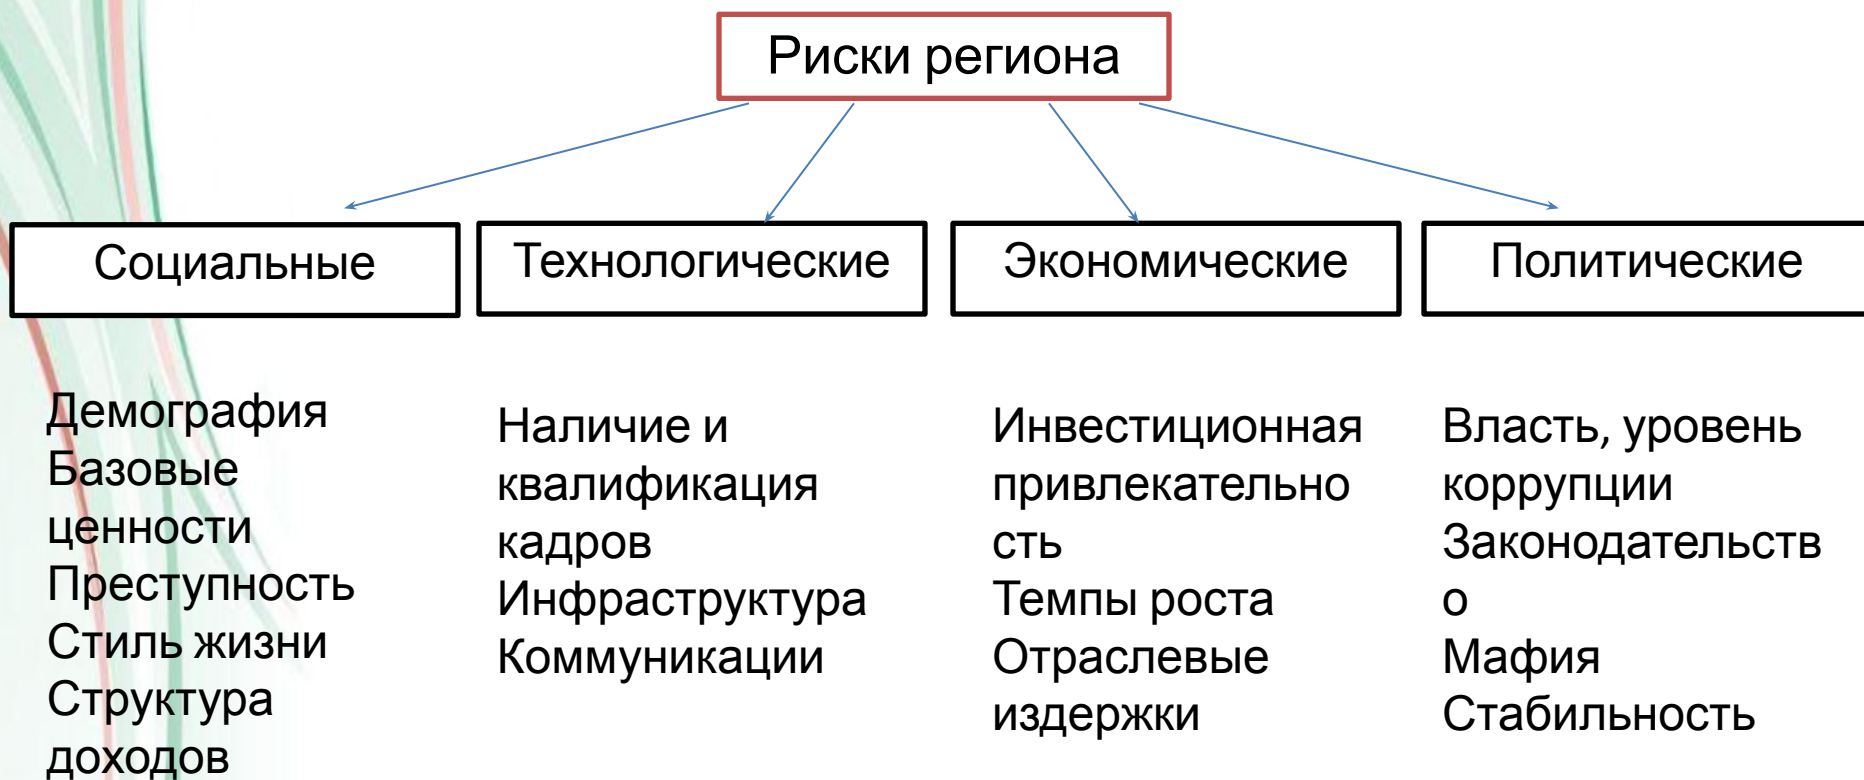 Риски региона
Социальные
Технологические
Экономические
Политические
Демография
Базовые
ценности
Преступность
Стиль жизни
Структура
доходов
Наличие и
квалификация
кадров
Инфраструктура
Коммуникации
Инвестиционная
привлекательно
сть
Темпы роста
Отраслевые
издержки
Власть, уровень
коррупции
Законодательств
о
Мафия
Стабильность